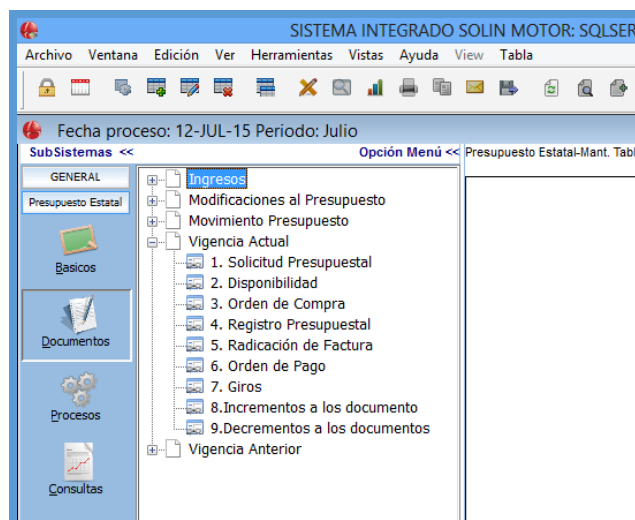 SISTEMA INTEGRADO SOLIN MOTOR: SQLSER
Archivo Ventana Edición Ver Herramientas Vistas Ayuda View Tabla
Fecha proceso: 12-JUL-15 Periodo: Julio
SubSistemas << Opción Menú << Presupuesto Estatal-Mant. Tabl
GENERAL
Presupuesto Estatal
Basicos
Documentos
Procesos
Consultas
Ingresos
Modificaciones al Presupuesto
Movimiento Presupuesto
Vigencia Actual
1. Solicitud Presupuestal
2. Disponibilidad
3. Orden de Compra
4. Registro Presupuestal
5. Radicación de Factura
6. Orden de Pago
7. Giros
8.Incrementos a los documento
9.Decrementos a los documentos
Vigencia Anterior